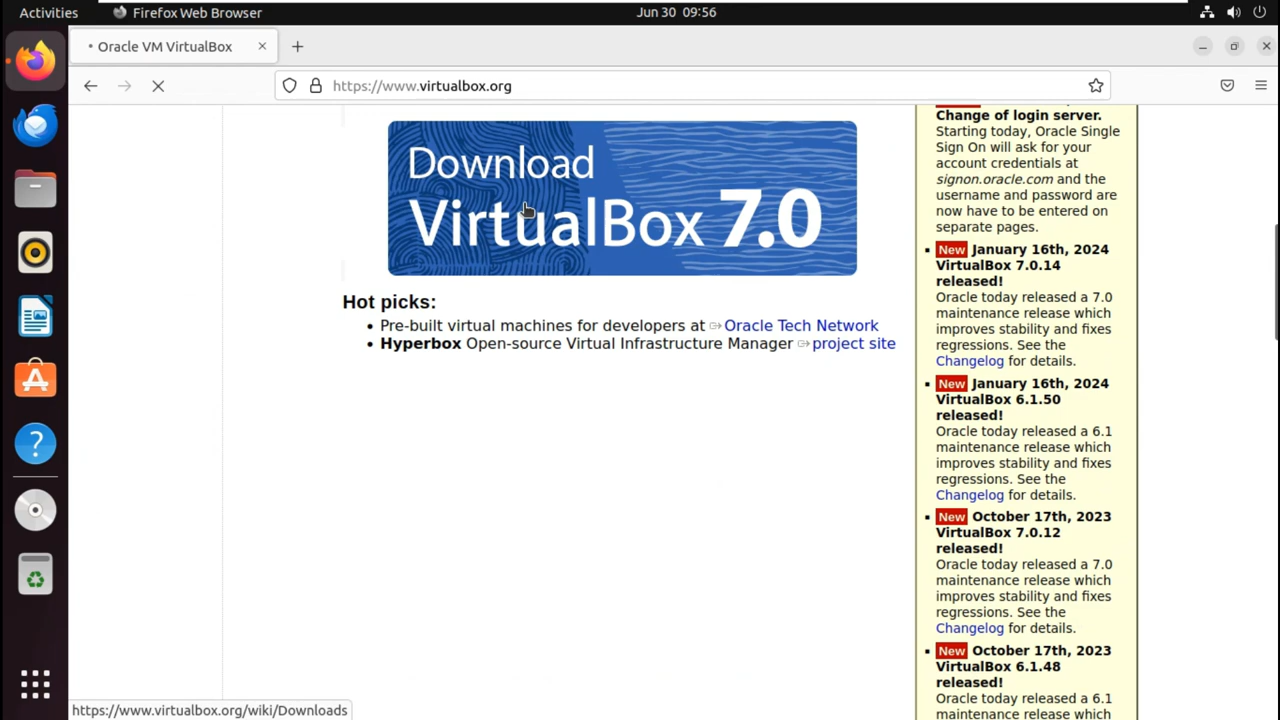 Activities
Firefox Web Browser
Jun 30 09:56
Oracle VM VirtualBox
https://www.virtualbox.org
Download
VirtualBox 7.0
Hot picks:
Pre-built virtual machines for developers at Oracle Tech Network
Hyperbox Open-source Virtual Infrastructure Manager project site
Change of login server.
Starting today, Oracle Single
Sign On will ask for your
account credentials at
signon.oracle.com and the
username and password are
now have to be entered on
separate pages.
New January 16th, 2024
VirtualBox 7.0.14
released!
Oracle today released a 7.0
maintenance release which
improves stability and fixes
regressions. See the
Changelog for details.
New January 16th, 2024
VirtualBox 6.1.50
released!
Oracle today released a 6.1
maintenance release which
improves stability and fixes
regressions. See the
Changelog for details.
New October 17th, 2023
VirtualBox 7.0.12
released!
Oracle today released a 7.0
maintenance release which
improves stability and fixes
regressions. See the
Changelog for details.
New October 17th, 2023
VirtualBox 6.1.48
released!
Oracle today released a 6.1
maintenance release which
https://www.virtualbox.org/wiki/Downloads